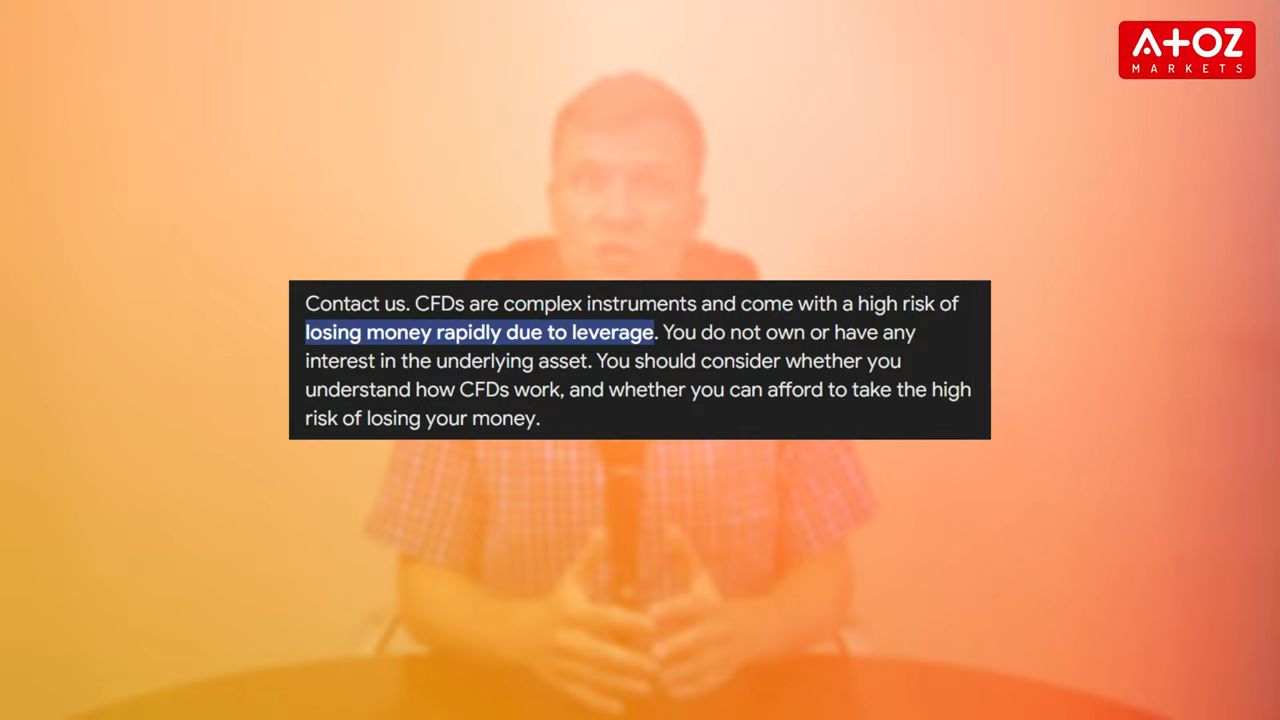 A+OZ
MARKETS
Contact us. CFDs are complex instruments and come with a high risk of
losing money rapidly due to leverage. You do not own or have any
interest in the underlying asset. You should consider whether you
understand how CFDs work, and whether you can afford to take the high
risk of losing your money.